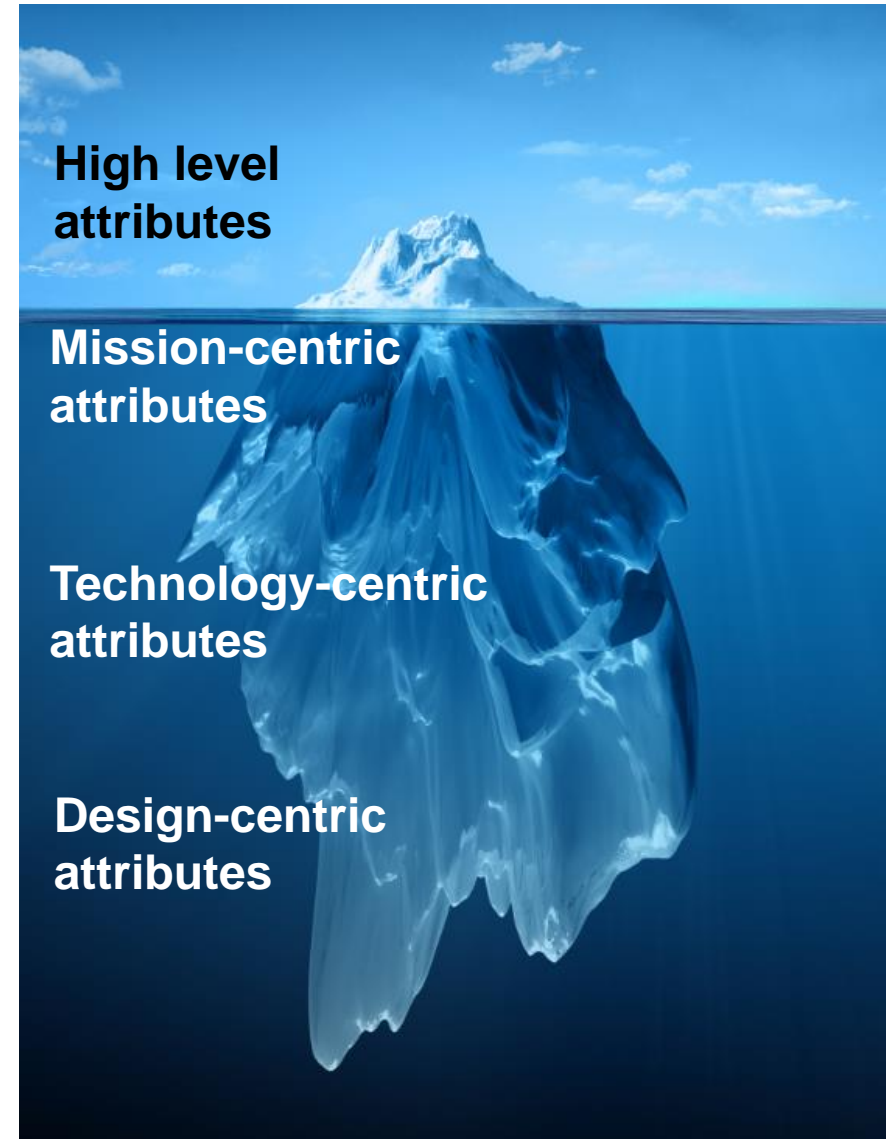 High level
attributes
Mission-centric
attributes
Technology-centric
attributes
Design-centric
attributes